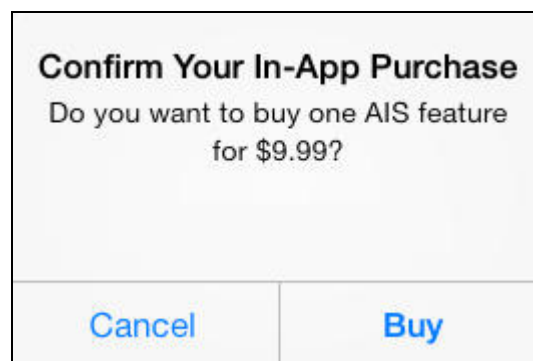 Confirm Your In-App Purchase
Do you want to buy one AIS feature
for $9.99?
Cancel
Buy